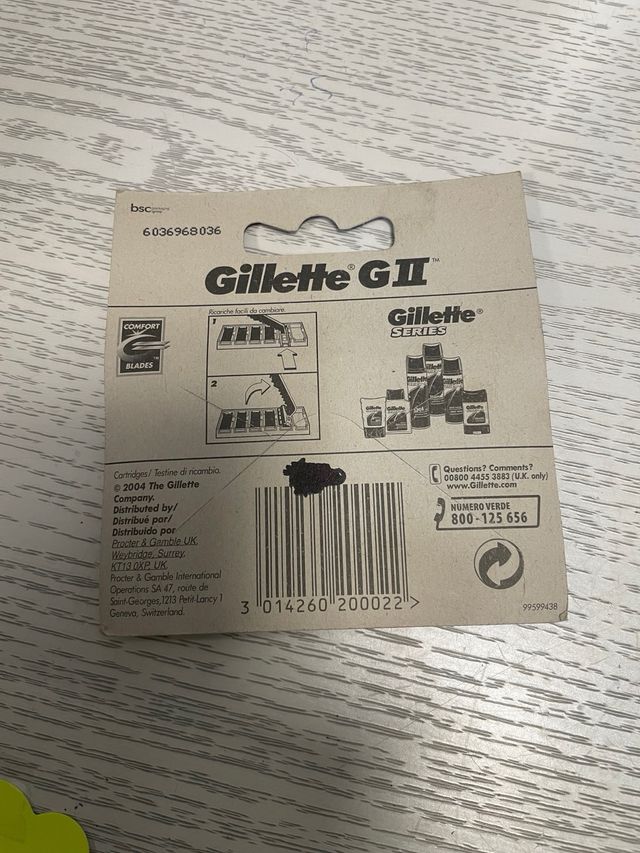 bsc
6036968036
Gillette® G II™
COMFORT
BLADES
Ricariche facili da cambiare.
1
2
Gillette®
SERIES
Cartridges/ Testine di ricambio.
© 2004 The Gillette
Company.
Distributed by/
Distribué par/
Distribuido por
Procter & Gamble UK,
Weybridge, Surrey,
KT13 0XP, UK.
Procter & Gamble International
Operations SA 47, route de
Saint-Georges,1213 Petit-Lancy 1
Geneva, Switzerland.
3 014260 200022 >
Questions? Comments?
00800 4455 3883 (U.K. only)
www.Gillette.com
NÚMERO VERDE
800-125 656
99599438